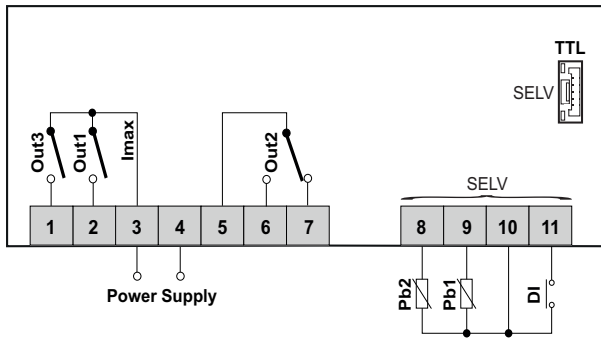 TTL
SELV
Out3
Out1
Imax
Out2
SELV
1 2 3 4 5 6 7 8 9 10 11
Power Supply
Pb2
Pb1
DI